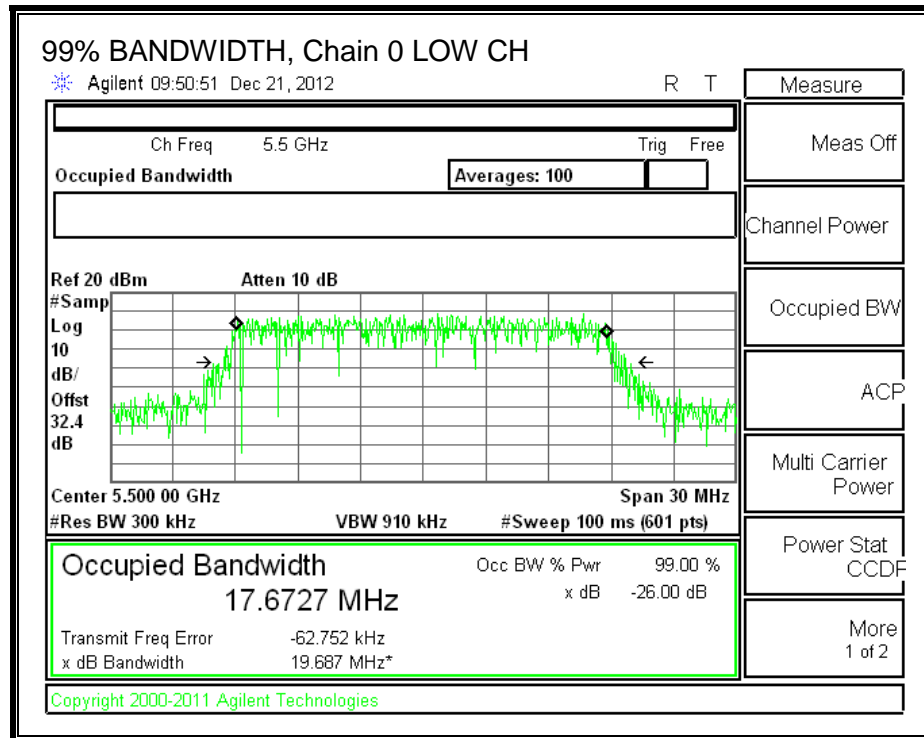 99% BANDWIDTH, Chain 0 LOW CH
Agilent 09:50:51 Dec 21, 2012
R T
Ch Freq 5.5 GHz
Trig Free
Occupied Bandwidth
Averages: 100
Ref 20 dBm
Atten 10 dB
#Samp
Log
10
dB/
Offst
32.4
dB
Center 5.500 00 GHz
Span 30 MHz
#Res BW 300 kHz
VBW 910 kHz
#Sweep 100 ms (601 pts)
Occupied Bandwidth
17.6727 MHz
Occ BW % Pwr 99.00 %
x dB -26.00 dB
Transmit Freq Error -62.752 kHz
x dB Bandwidth 19.687 MHz*
Copyright 2000-2011 Agilent Technologies
Measure
Meas Off
Channel Power
Occupied BW
ACP
Multi Carrier
Power
Power Stat
CCDF
More
1 of 2